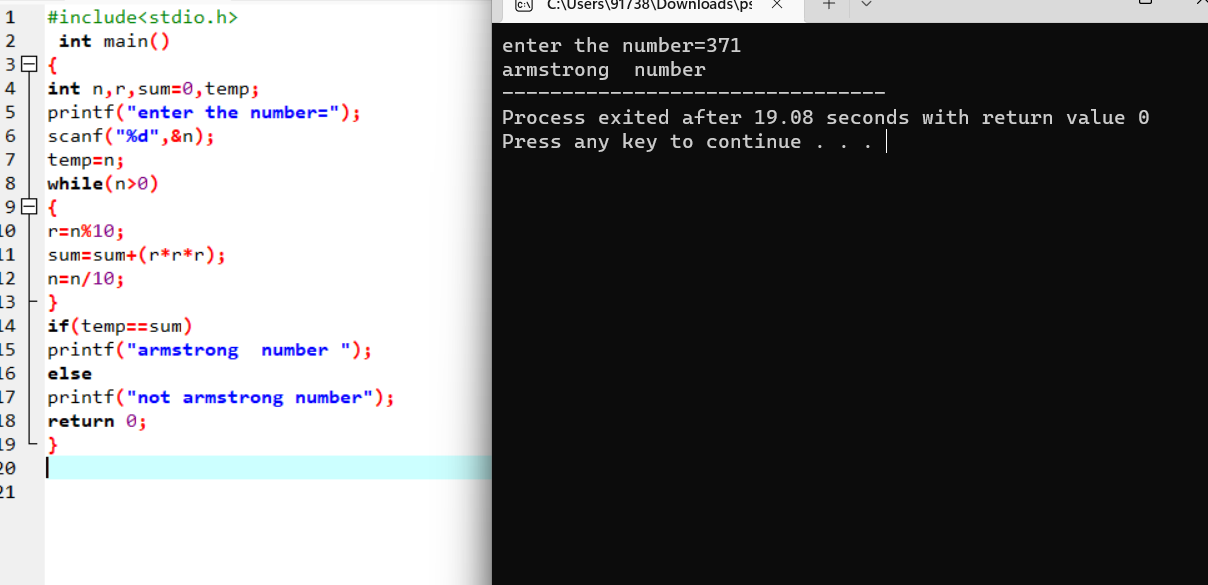 1 #include<stdio.h>
2 int main()
3 {
4 int n,r,sum=0,temp;
5 printf("enter the number=");
6 scanf("%d",&n);
7 temp=n;
8 while(n>0)
9 {
10 r=n%10;
11 sum=sum+(r*r*r);
12 n=n/10;
13 }
14 if(temp==sum)
15 printf("armstrong  number ");
16 else
17 printf("not armstrong number");
18 return 0;
19 }
20
21
C:\Users\91738\Downloads\ps
enter the number=371
armstrong  number
--------------------------------
Process exited after 19.08 seconds with return value 0
Press any key to continue . . .